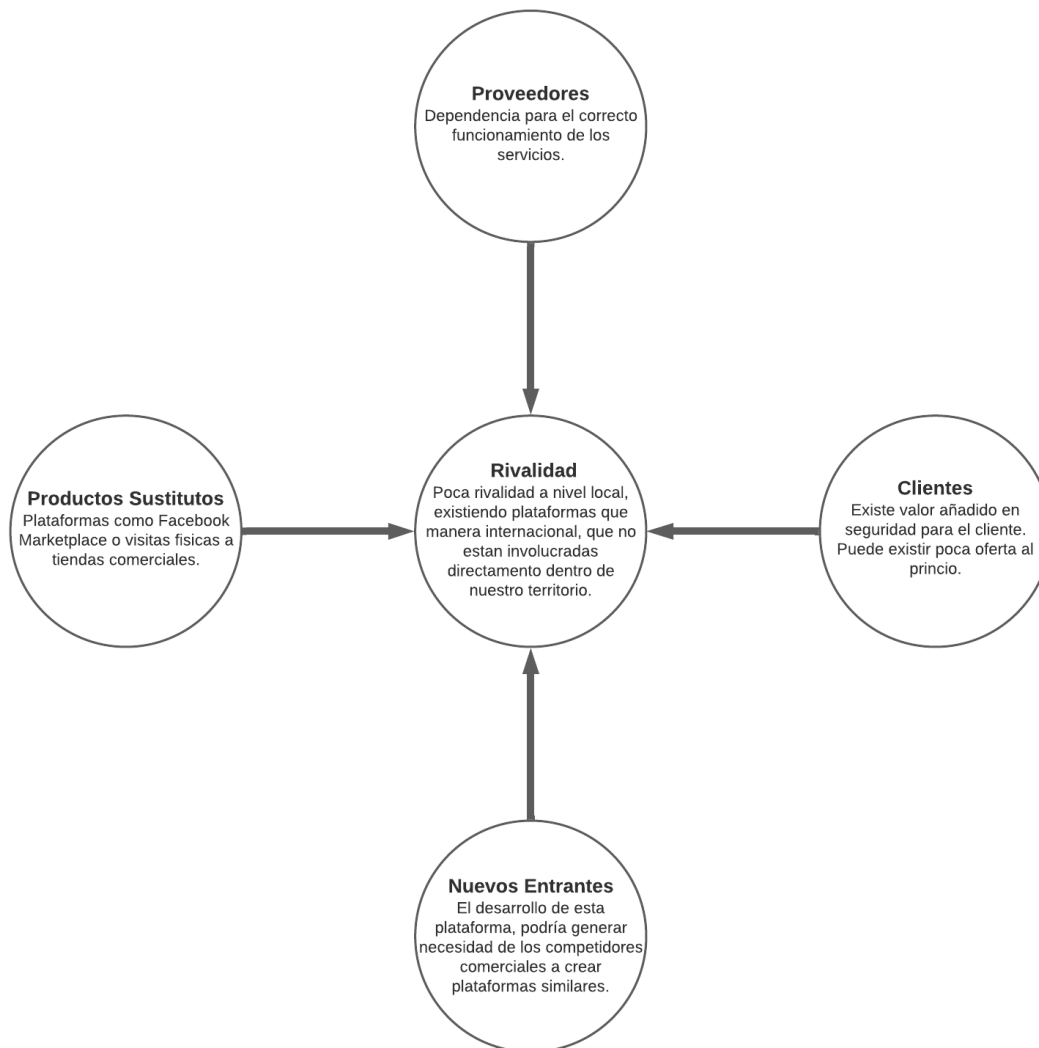 Proveedores
Dependencia para el correcto
funcionamiento de los
servicios.
Productos Sustitutos
Plataformas como Facebook
Marketplace o visitas fisicas a
tiendas comerciales.
Rivalidad
Poca rivalidad a nivel local,
existiendo plataformas que
manera internacional, que no
estan involucradas
directamento dentro de
nuestro territorio.
Clientes
Existe valor añadido en
seguridad para el cliente.
Puede existir poca oferta al
princio.
Nuevos Entrantes
El desarrollo de esta
plataforma, podría generar
necesidad de los competidores
comerciales a crear
plataformas similares.